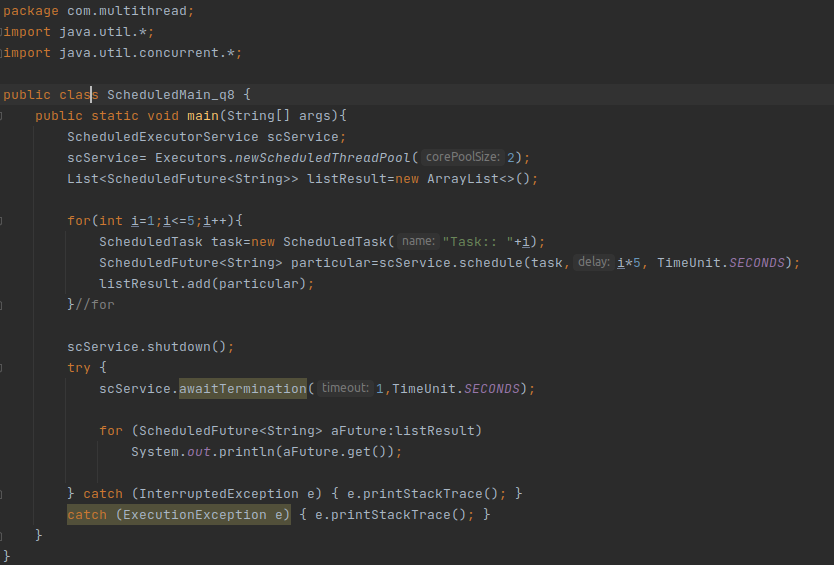 package com.multithread;
import java.util.*;
import java.util.concurrent.*;
public class ScheduledMain_q8 {
public static void main(String[] args){
ScheduledExecutorService scService;
scService= Executors.newScheduledThreadPool( corePoolSize: 2);
List<ScheduledFuture<String>> listResult=new ArrayList<>();
for(int i=1;i<=5;i++){
ScheduledTask task=new ScheduledTask( name: "Task:: "+i);
ScheduledFuture<String> particular=scService.schedule(task, delay: i*5, TimeUnit.SECONDS);
listResult.add(particular);
}//for
scService.shutdown();
try {
scService.awaitTermination( timeout: 1,TimeUnit.SECONDS);
for (ScheduledFuture<String> aFuture:listResult)
System.out.println(aFuture.get());
} catch (InterruptedException e) { e.printStackTrace(); }
catch (ExecutionException e) { e.printStackTrace(); }
}
}